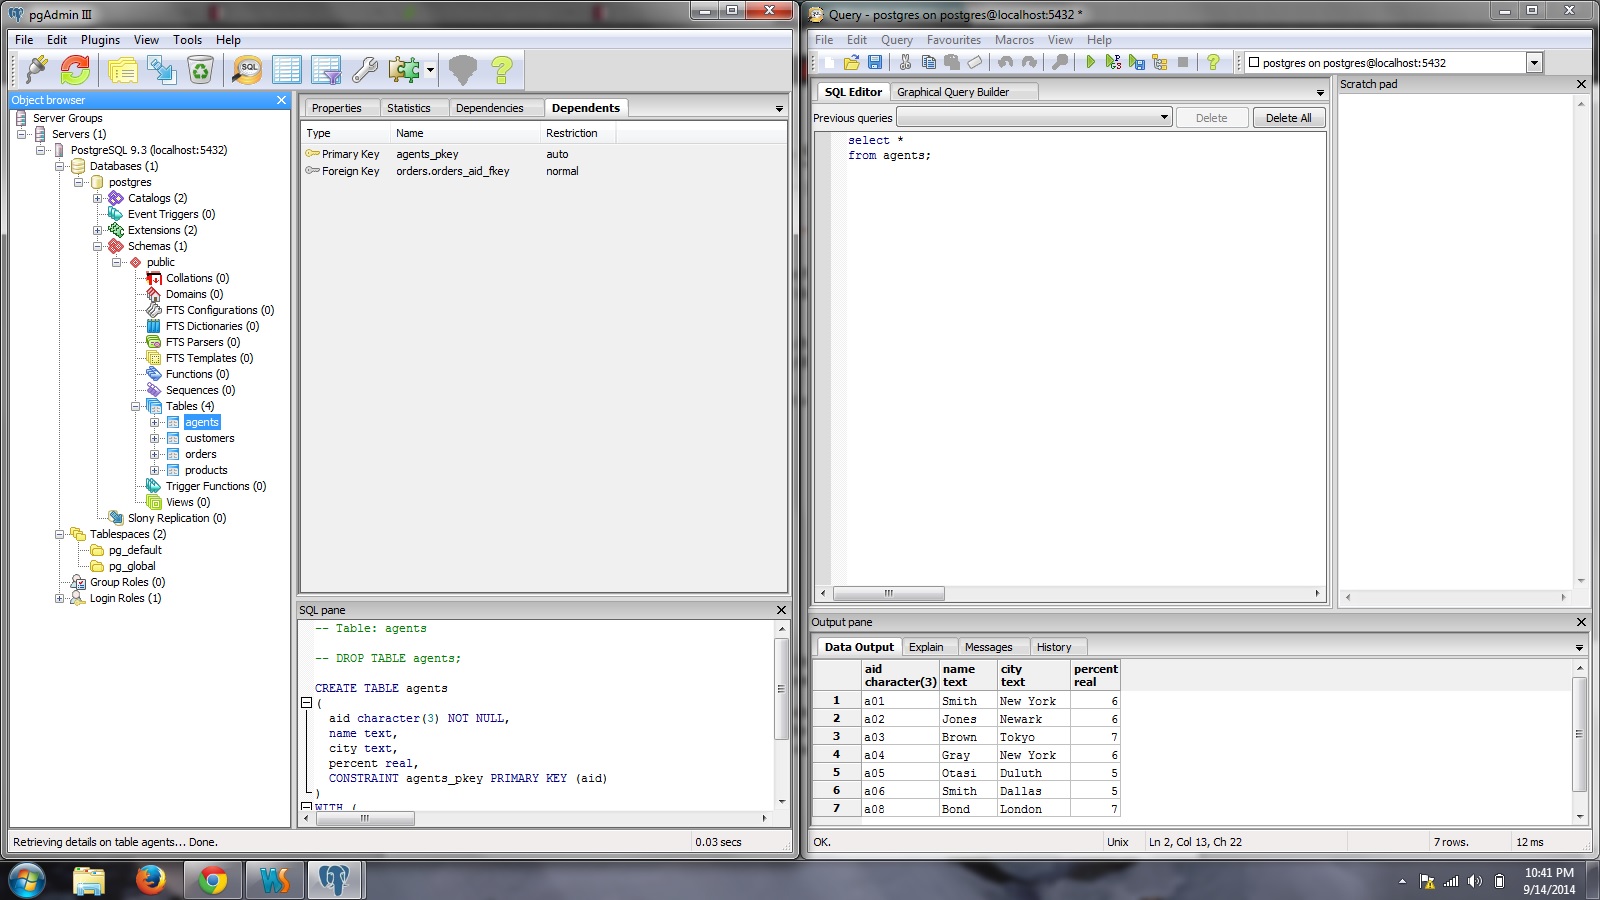 pgAdmin III
File Edit Plugins View Tools Help
SQL
Object browser
Server Groups
Servers (1)
PostgreSQL 9.3 (localhost:5432)
Databases (1)
postgres
Catalogs (2)
Event Triggers (0)
Extensions (2)
Schemas (1)
public
Collations (0)
Domains (0)
FTS Configurations (0)
FTS Dictionaries (0)
FTS Parsers (0)
FTS Templates (0)
Functions (0)
Sequences (0)
Tables (4)
agents
customers
orders
products
Trigger Functions (0)
Views (0)
Slony Replication (0)
Tablespaces (2)
pg_default
pg_global
Group Roles (0)
Login Roles (1)
Properties Statistics Dependencies Dependents
Type Name Restriction
Primary Key agents_pkey auto
Foreign Key orders.orders_aid_fkey normal
SQL pane
-- Table: agents
-- DROP TABLE agents;
CREATE TABLE agents
(
aid character(3) NOT NULL,
name text,
city text,
percent real,
CONSTRAINT agents_pkey PRIMARY KEY (aid)
)
WITH (
Retrieving details on table agents... Done. 0.03 secs
Query - postgres on postgres@localhost:5432 *
File Edit Query Favourites Macros View Help
postgres on postgres@localhost:5432
SQL Editor Graphical Query Builder
Previous queries Delete Delete All
select *
from agents;
Scratch pad
Output pane
Data Output Explain Messages History
aid name city percent
character(3) text text real
1 a01 Smith New York 6
2 a02 Jones Newark 6
3 a03 Brown Tokyo 7
4 a04 Gray New York 6
5 a05 Otasi Duluth 5
6 a06 Smith Dallas 5
7 a08 Bond London 7
OK. Unix Ln 2, Col 13, Ch 22 7 rows. 12 ms
WS
10:41 PM
9/14/2014